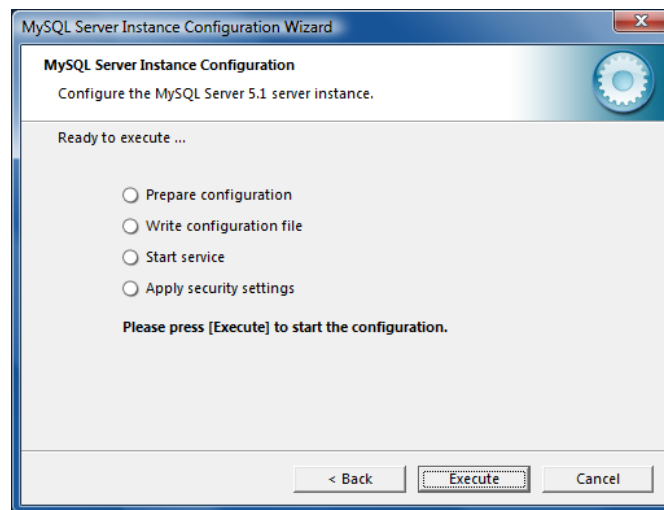 MySQL Server Instance Configuration Wizard
MySQL Server Instance Configuration
Configure the MySQL Server 5.1 server instance.
Ready to execute ...
Prepare configuration
Write configuration file
Start service
Apply security settings
Please press [Execute] to start the configuration.
< Back
Execute
Cancel